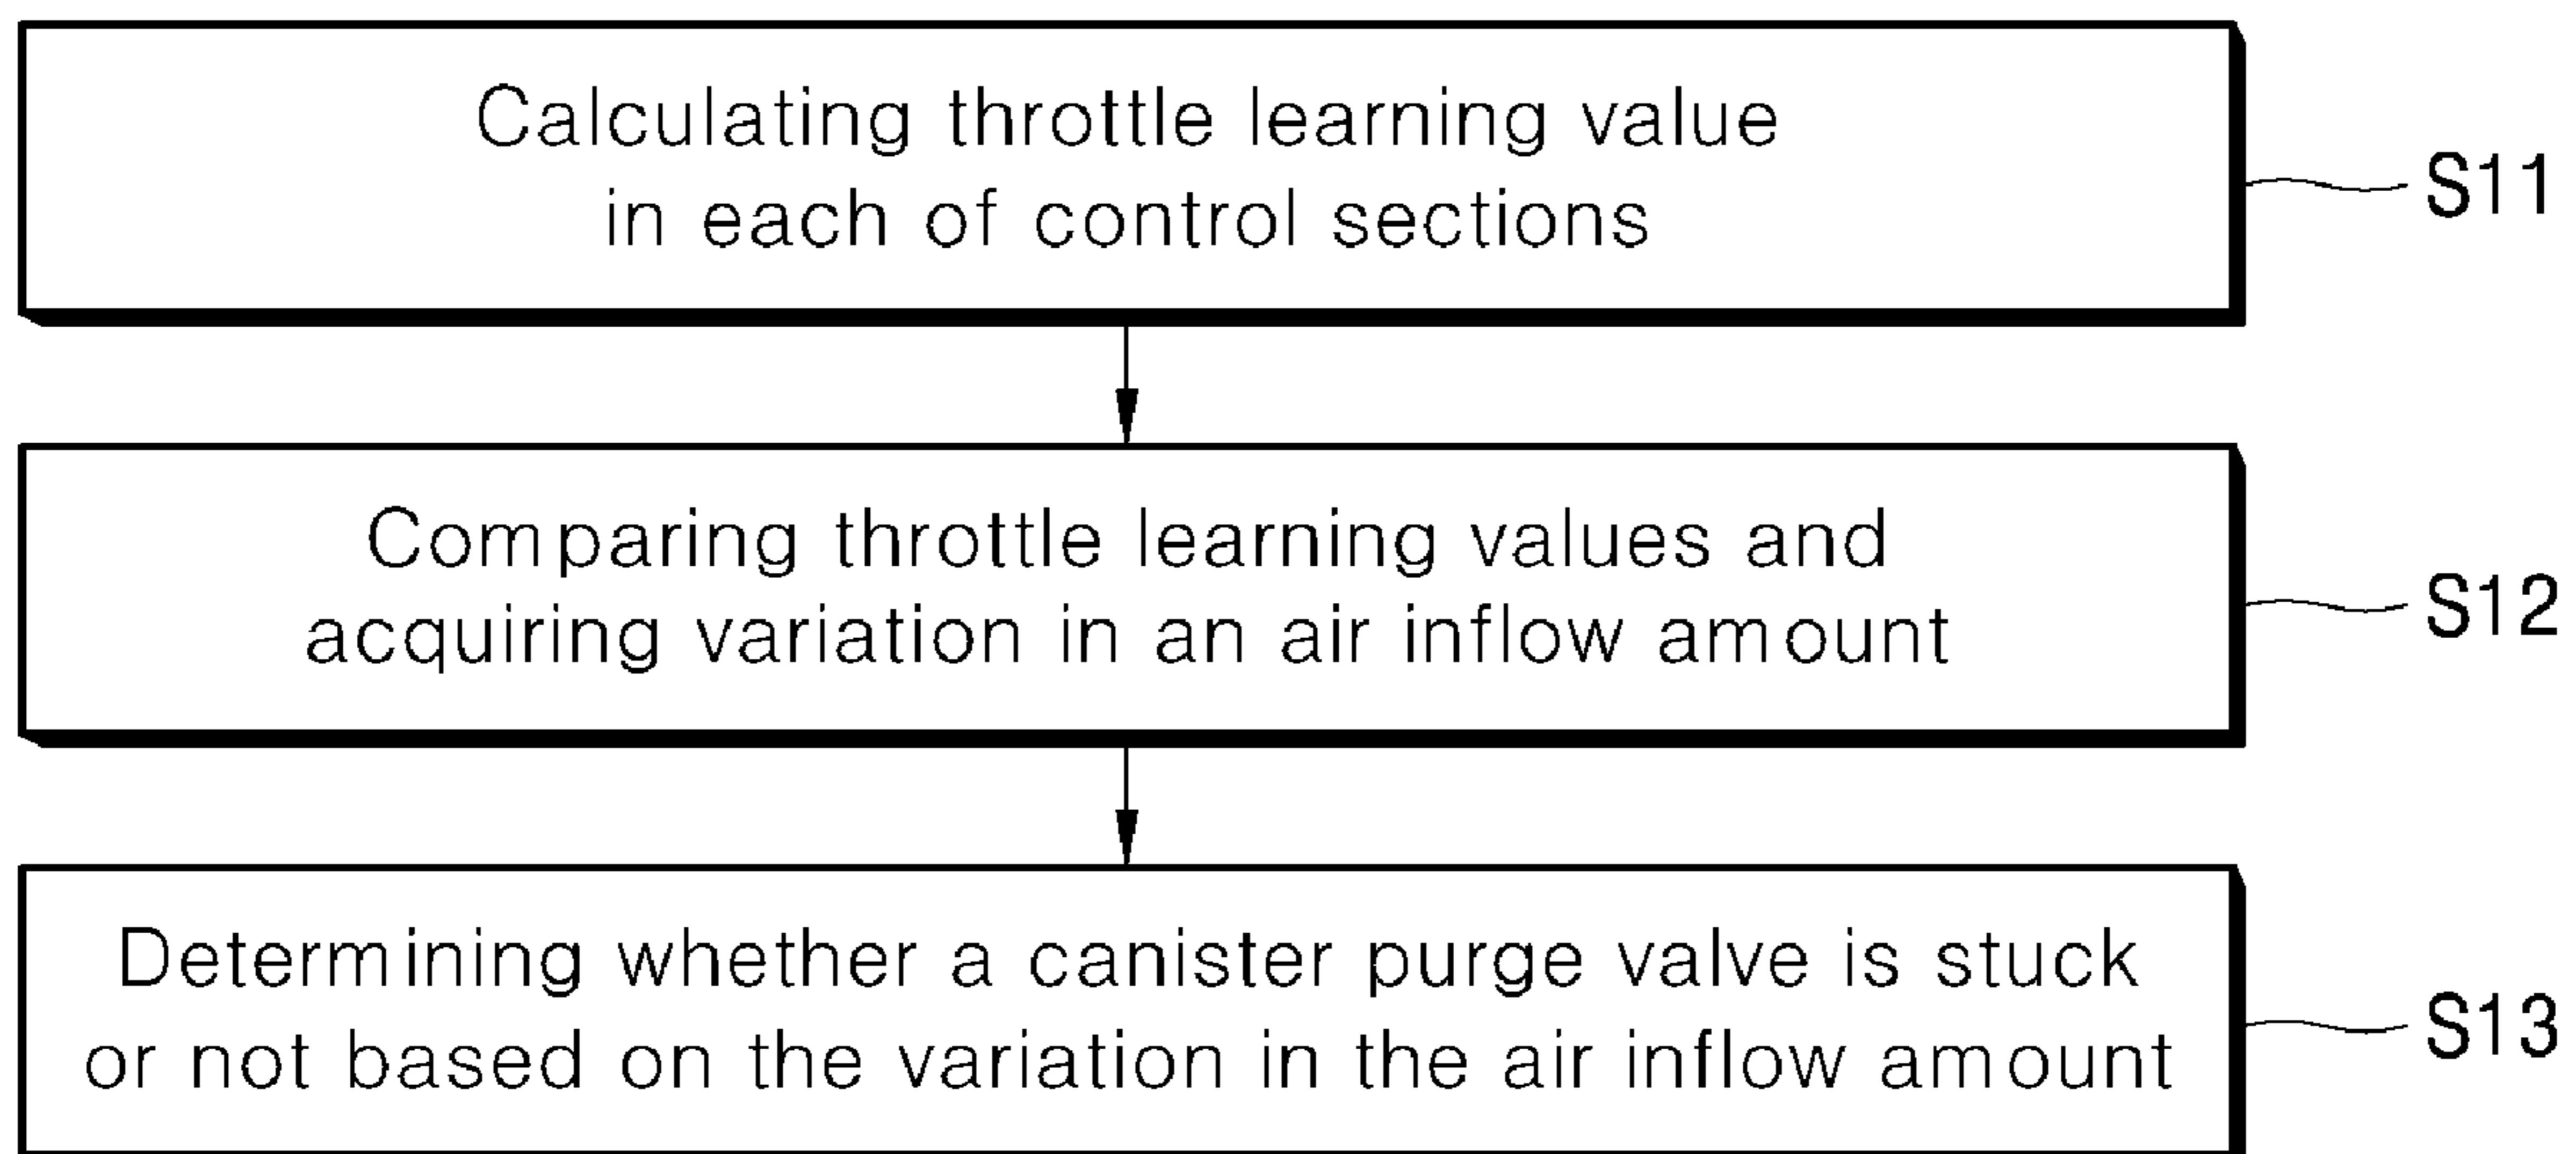 Calculating throttle learning value
in each of control sections
S11
Comparing throttle learning values and
acquiring variation in an air inflow amount
S12
Determining whether a canister purge valve is stuck
or not based on the variation in the air inflow amount
S13